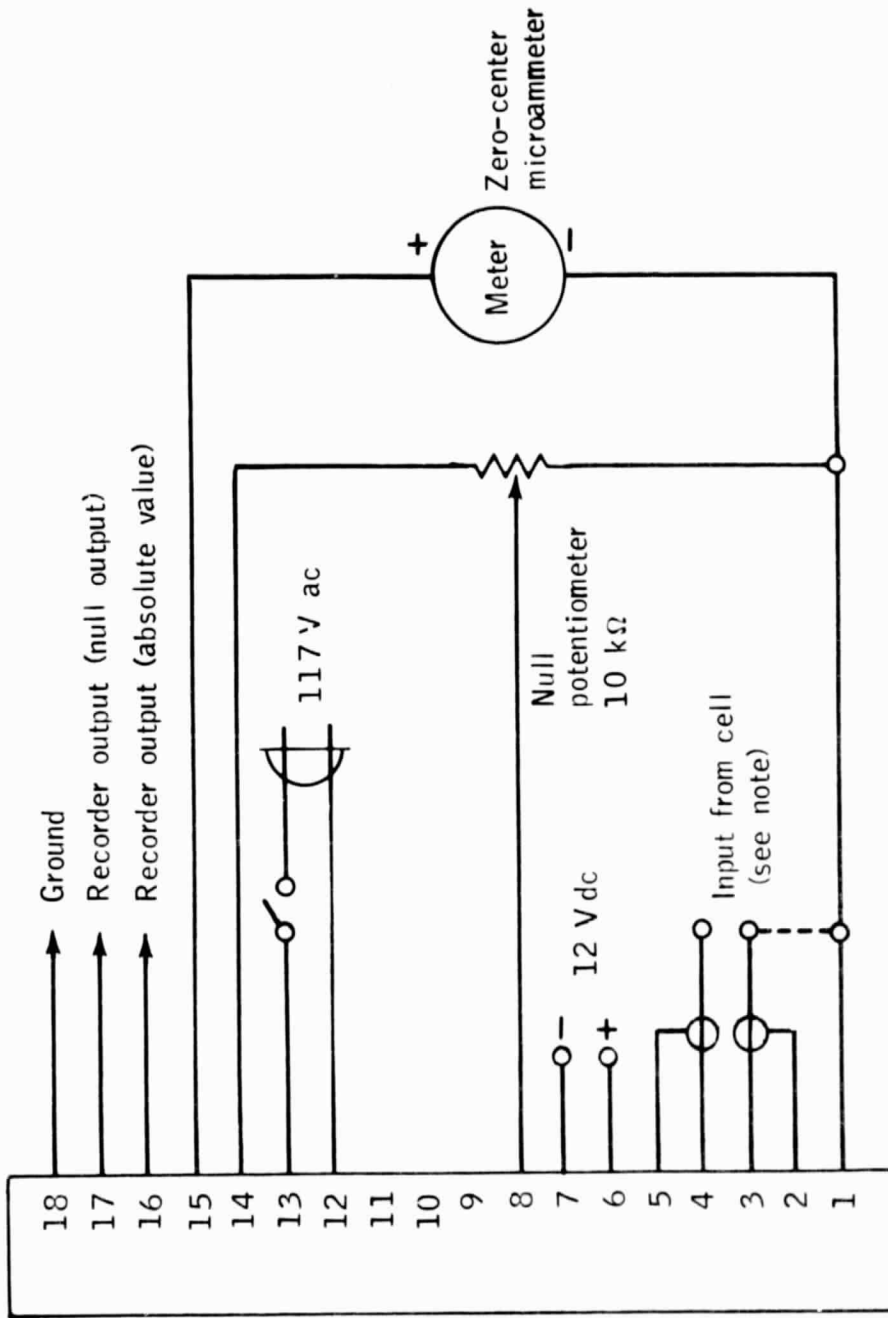 18
17
16
15
14
13
12
11
10
9
8
7
6
5
4
3
2
1
Ground
Recorder output (null output)
Recorder output (absolute value)
117 V ac
Null
potentiometer
10 kΩ
−
12 V dc
+
Input from cell
(see note)
+
Meter
−
Zero-center
microammeter